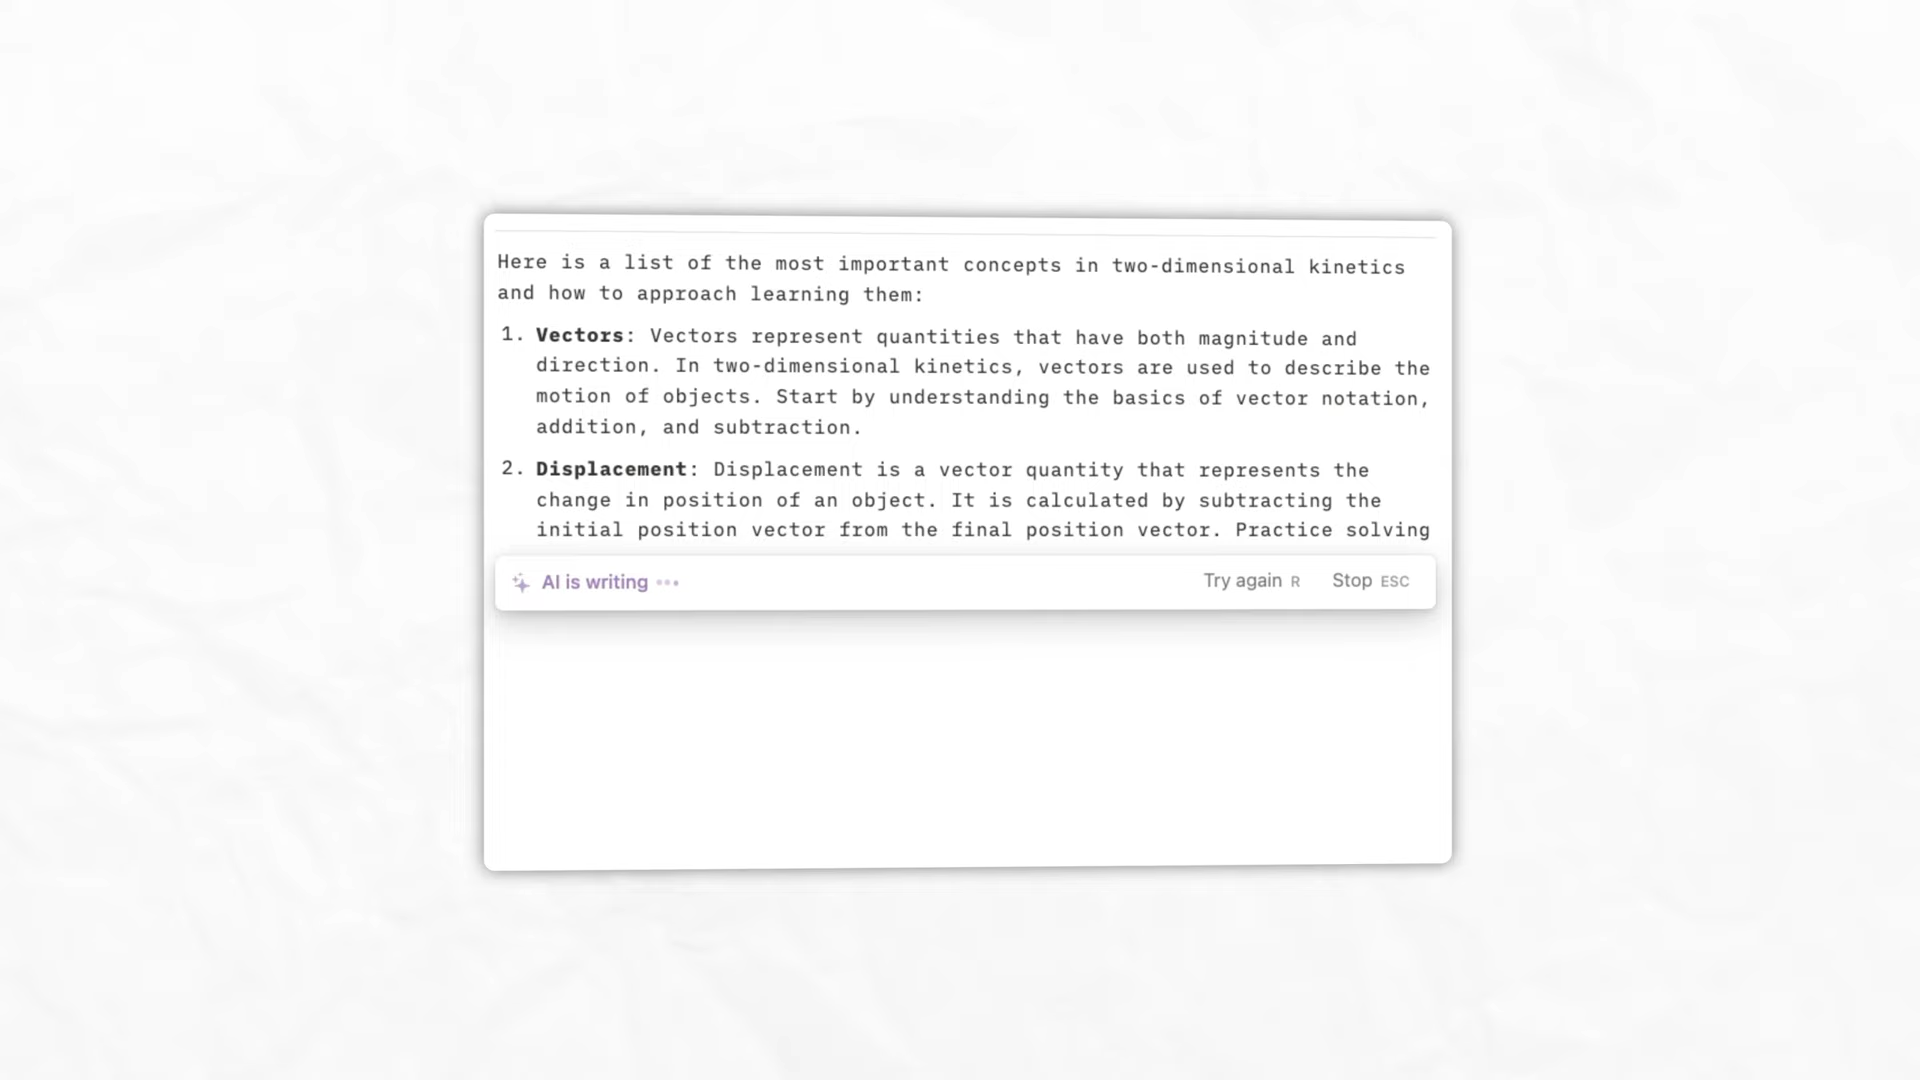 Here is a list of the most important concepts in two-dimensional kinetics
and how to approach learning them:
1. Vectors: Vectors represent quantities that have both magnitude and
direction. In two-dimensional kinetics, vectors are used to describe the
motion of objects. Start by understanding the basics of vector notation,
addition, and subtraction.
2. Displacement: Displacement is a vector quantity that represents the
change in position of an object. It is calculated by subtracting the
initial position vector from the final position vector. Practice solving
AI is writing ••• Try again R Stop ESC